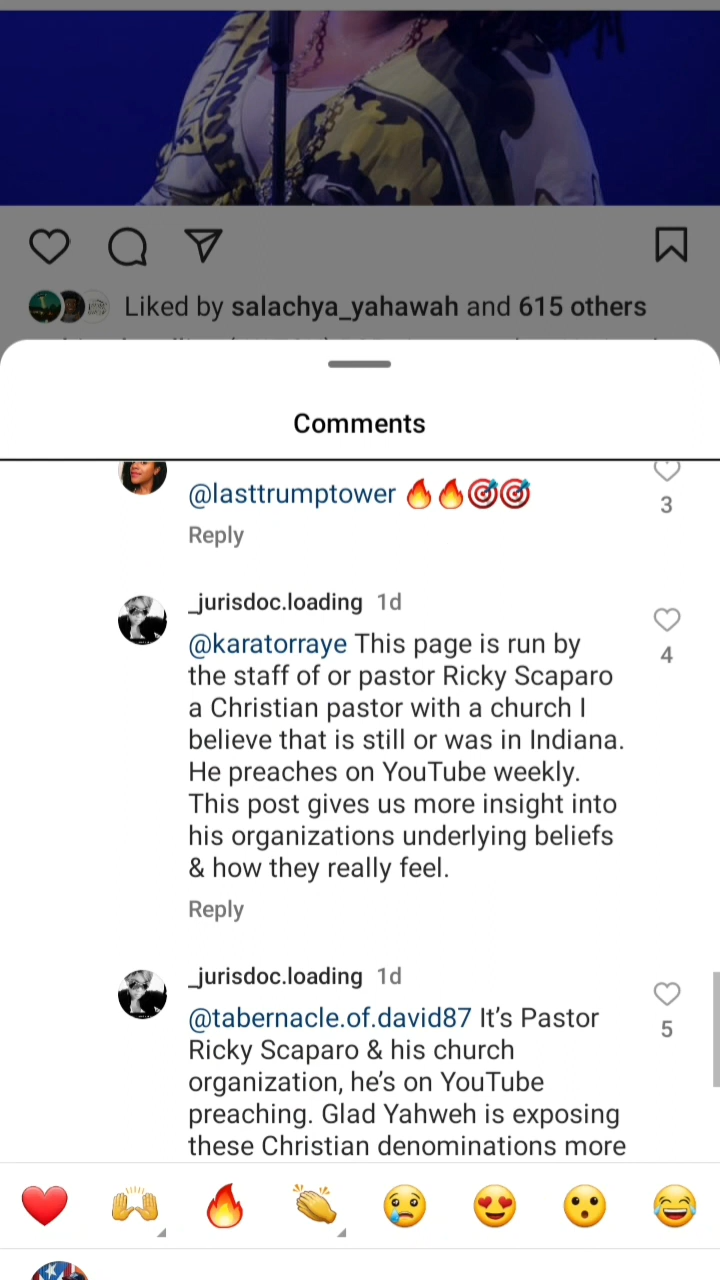 Liked by salachya_yahawah and 615 others
Comments
@lasttrumptower 🔥🔥🎯🎯
3
Reply
_jurisdoc.loading 1d
@karatorraye This page is run by
the staff of or pastor Ricky Scaparo
a Christian pastor with a church I
believe that is still or was in Indiana.
He preaches on YouTube weekly.
This post gives us more insight into
his organizations underlying beliefs
& how they really feel.
4
Reply
_jurisdoc.loading 1d
@tabernacle.of.david87 It’s Pastor
Ricky Scaparo & his church
organization, he’s on YouTube
preaching. Glad Yahweh is exposing
these Christian denominations more
5